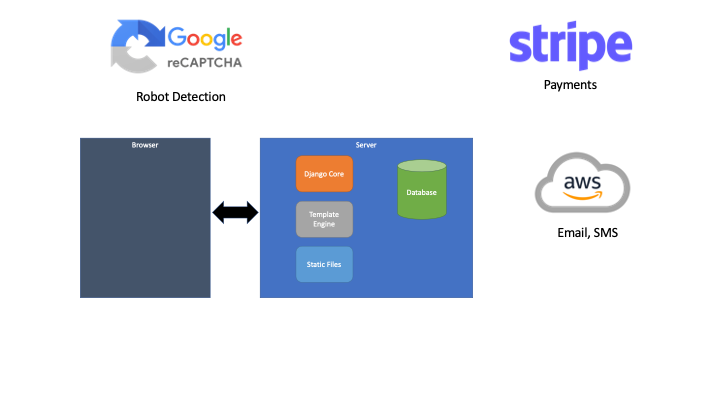 Google
reCAPTCHA
Robot Detection
stripe
Payments
Browser
Server
Django Core
Template
Engine
Static Files
Database
aws
Email, SMS